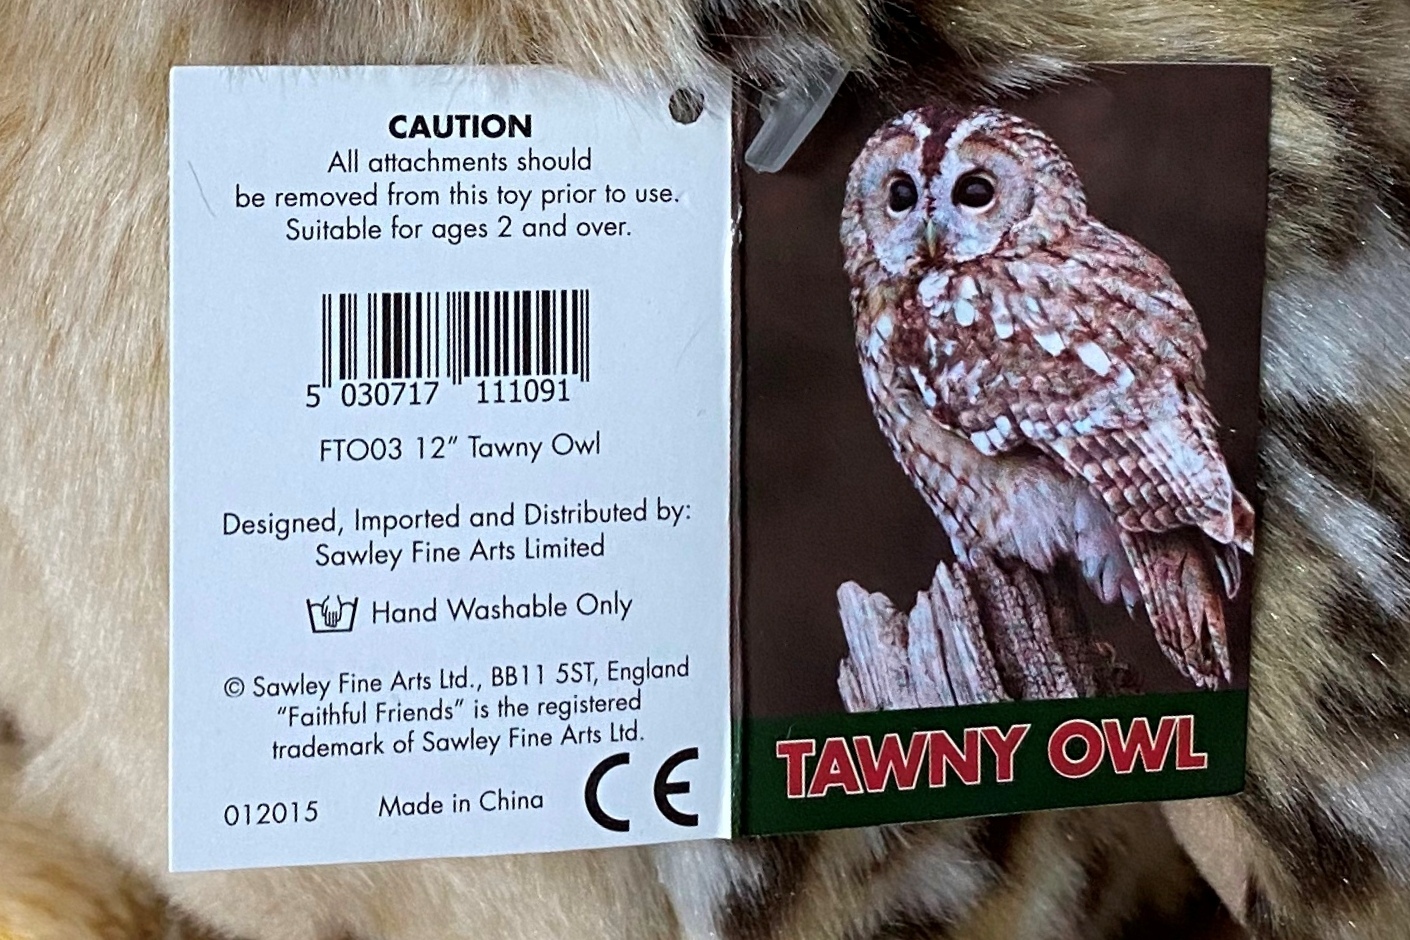 CAUTION
All attachments should
be removed from this toy prior to use.
Suitable for ages 2 and over.
5 030717 111091
FTO03 12" Tawny Owl
Designed, Imported and Distributed by:
Sawley Fine Arts Limited
Hand Washable Only
© Sawley Fine Arts Ltd., BB11 5ST, England
"Faithful Friends" is the registered
trademark of Sawley Fine Arts Ltd.
012015 Made in China CE
TAWNY OWL